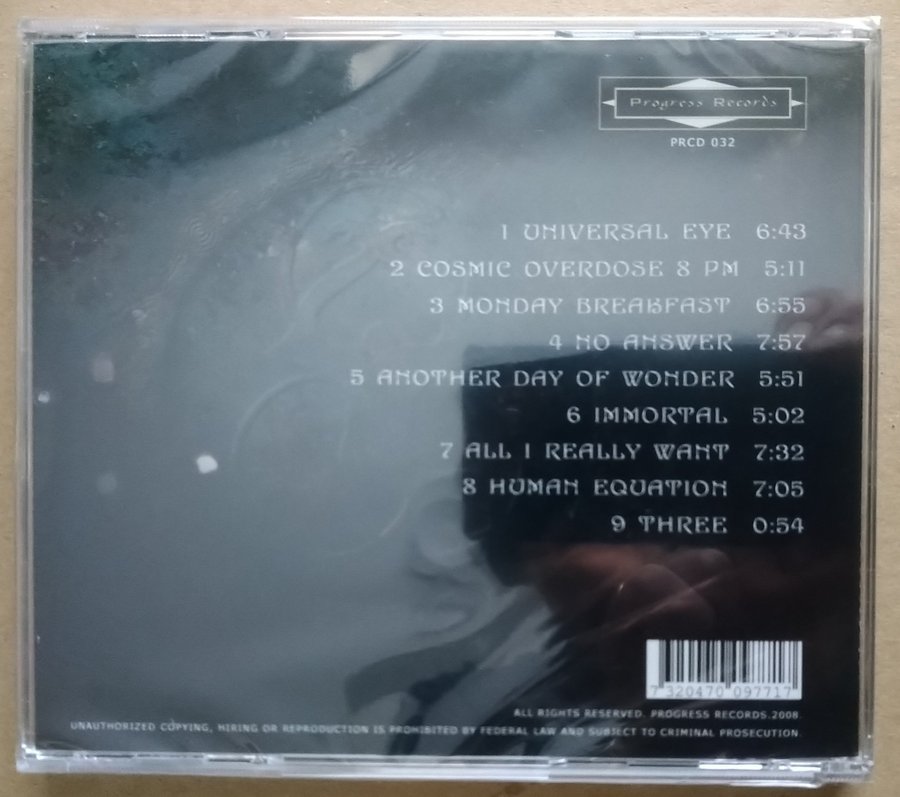 Progress Records
PRCD 032
1 UNIVERSAL EYE 6:43
2 COSMIC OVERDOSE 8 PM 5:11
3 MONDAY BREAKFAST 6:55
4 NO ANSWER 7:57
5 ANOTHER DAY OF WONDER 5:51
6 IMMORTAL 5:02
7 ALL I REALLY WANT 7:32
8 HUMAN EQUATION 7:05
9 THREE 0:54
7 320470 097717
ALL RIGHTS RESERVED. PROGRESS RECORDS.2008.
UNAUTHORIZED COPYING, HIRING OR REPRODUCTION IS PROHIBITED BY FEDERAL LAW AND SUBJECT TO CRIMINAL PROSECUTION.